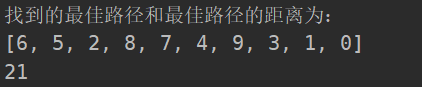 找到的最佳路径和最佳路径的距离为:
[6, 5, 2, 8, 7, 4, 9, 3, 1, 0]
21